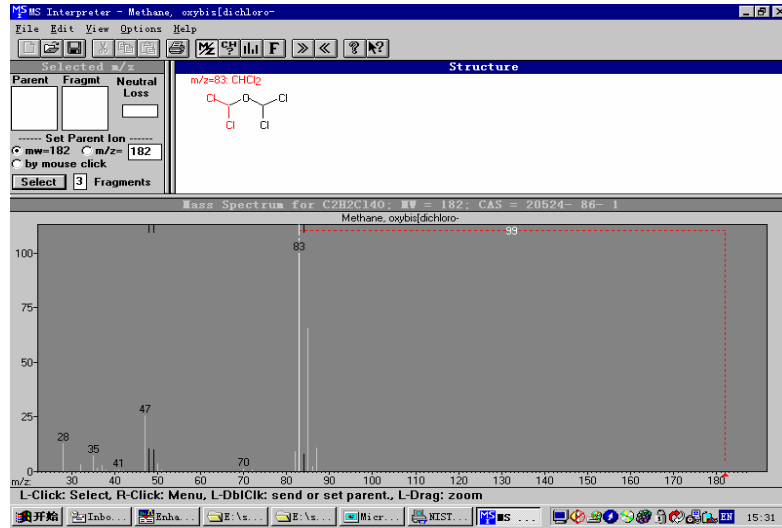 MS Interpreter - Methane, oxybis[dichloro-
File Edit View Options Help
F
Selected m/z
Parent Fragmt Neutral Loss
------ Set Parent Ion ------
mw=182 m/z= 182
by mouse click
Select 3 Fragments
Structure
m/z=83: CHCl2
Cl O Cl
Cl Cl
Mass Spectrum for C2H2Cl4O; MW = 182; CAS = 20524- 86- 1
Methane, oxybis[dichloro-
99
83
100-
75-
50-
25-
47
28
35
41
70
0-
m/z: 30 40 50 60 70 80 90 100 110 120 130 140 150 160 170 180
L-Click: Select, R-Click: Menu, L-DblClk: send or set parent., L-Drag: zoom
开始 Inbo... Enha... E:\s... E:\s... Micr... NIST... MS ... EN 15:31